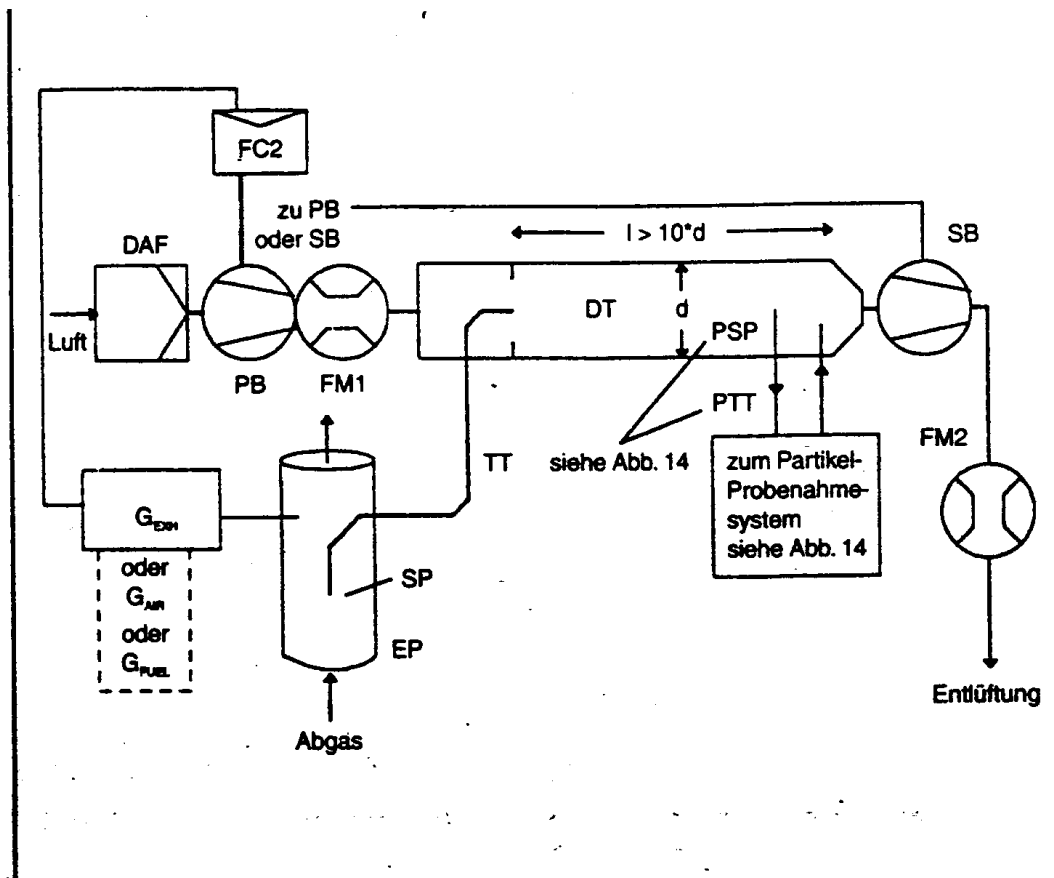 FC2
zu PB
oder SB
l > 10*d
SB
DAF
Luft
DT
d
PSP
PB
FM1
PTT
TT
siehe Abb. 14
FM2
zum Partikel-
Probenahme-
system
siehe Abb. 14
G_EXH
oder
G_AIR
oder
G_FUEL
SP
EP
Abgas
Entlüftung